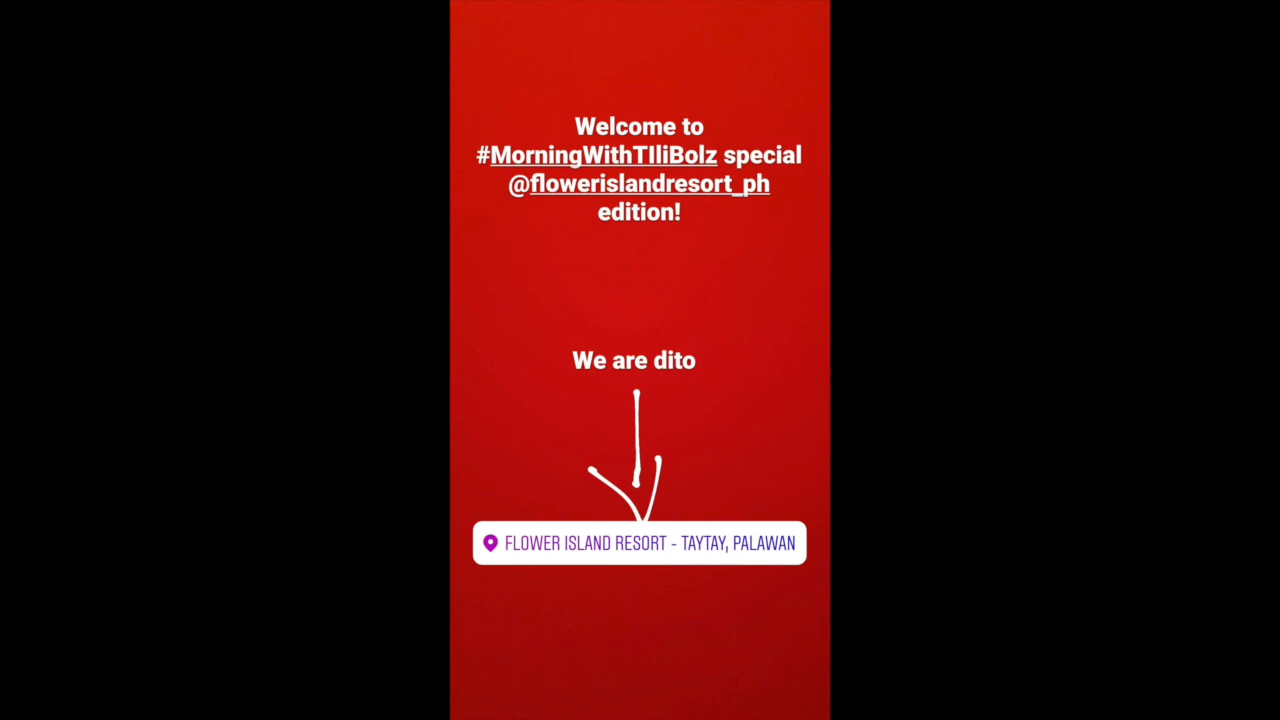 Welcome to
#MorningWithTIliBolz special
@flowerislandresort_ph
edition!
We are dito
FLOWER ISLAND RESORT - TAYTAY, PALAWAN